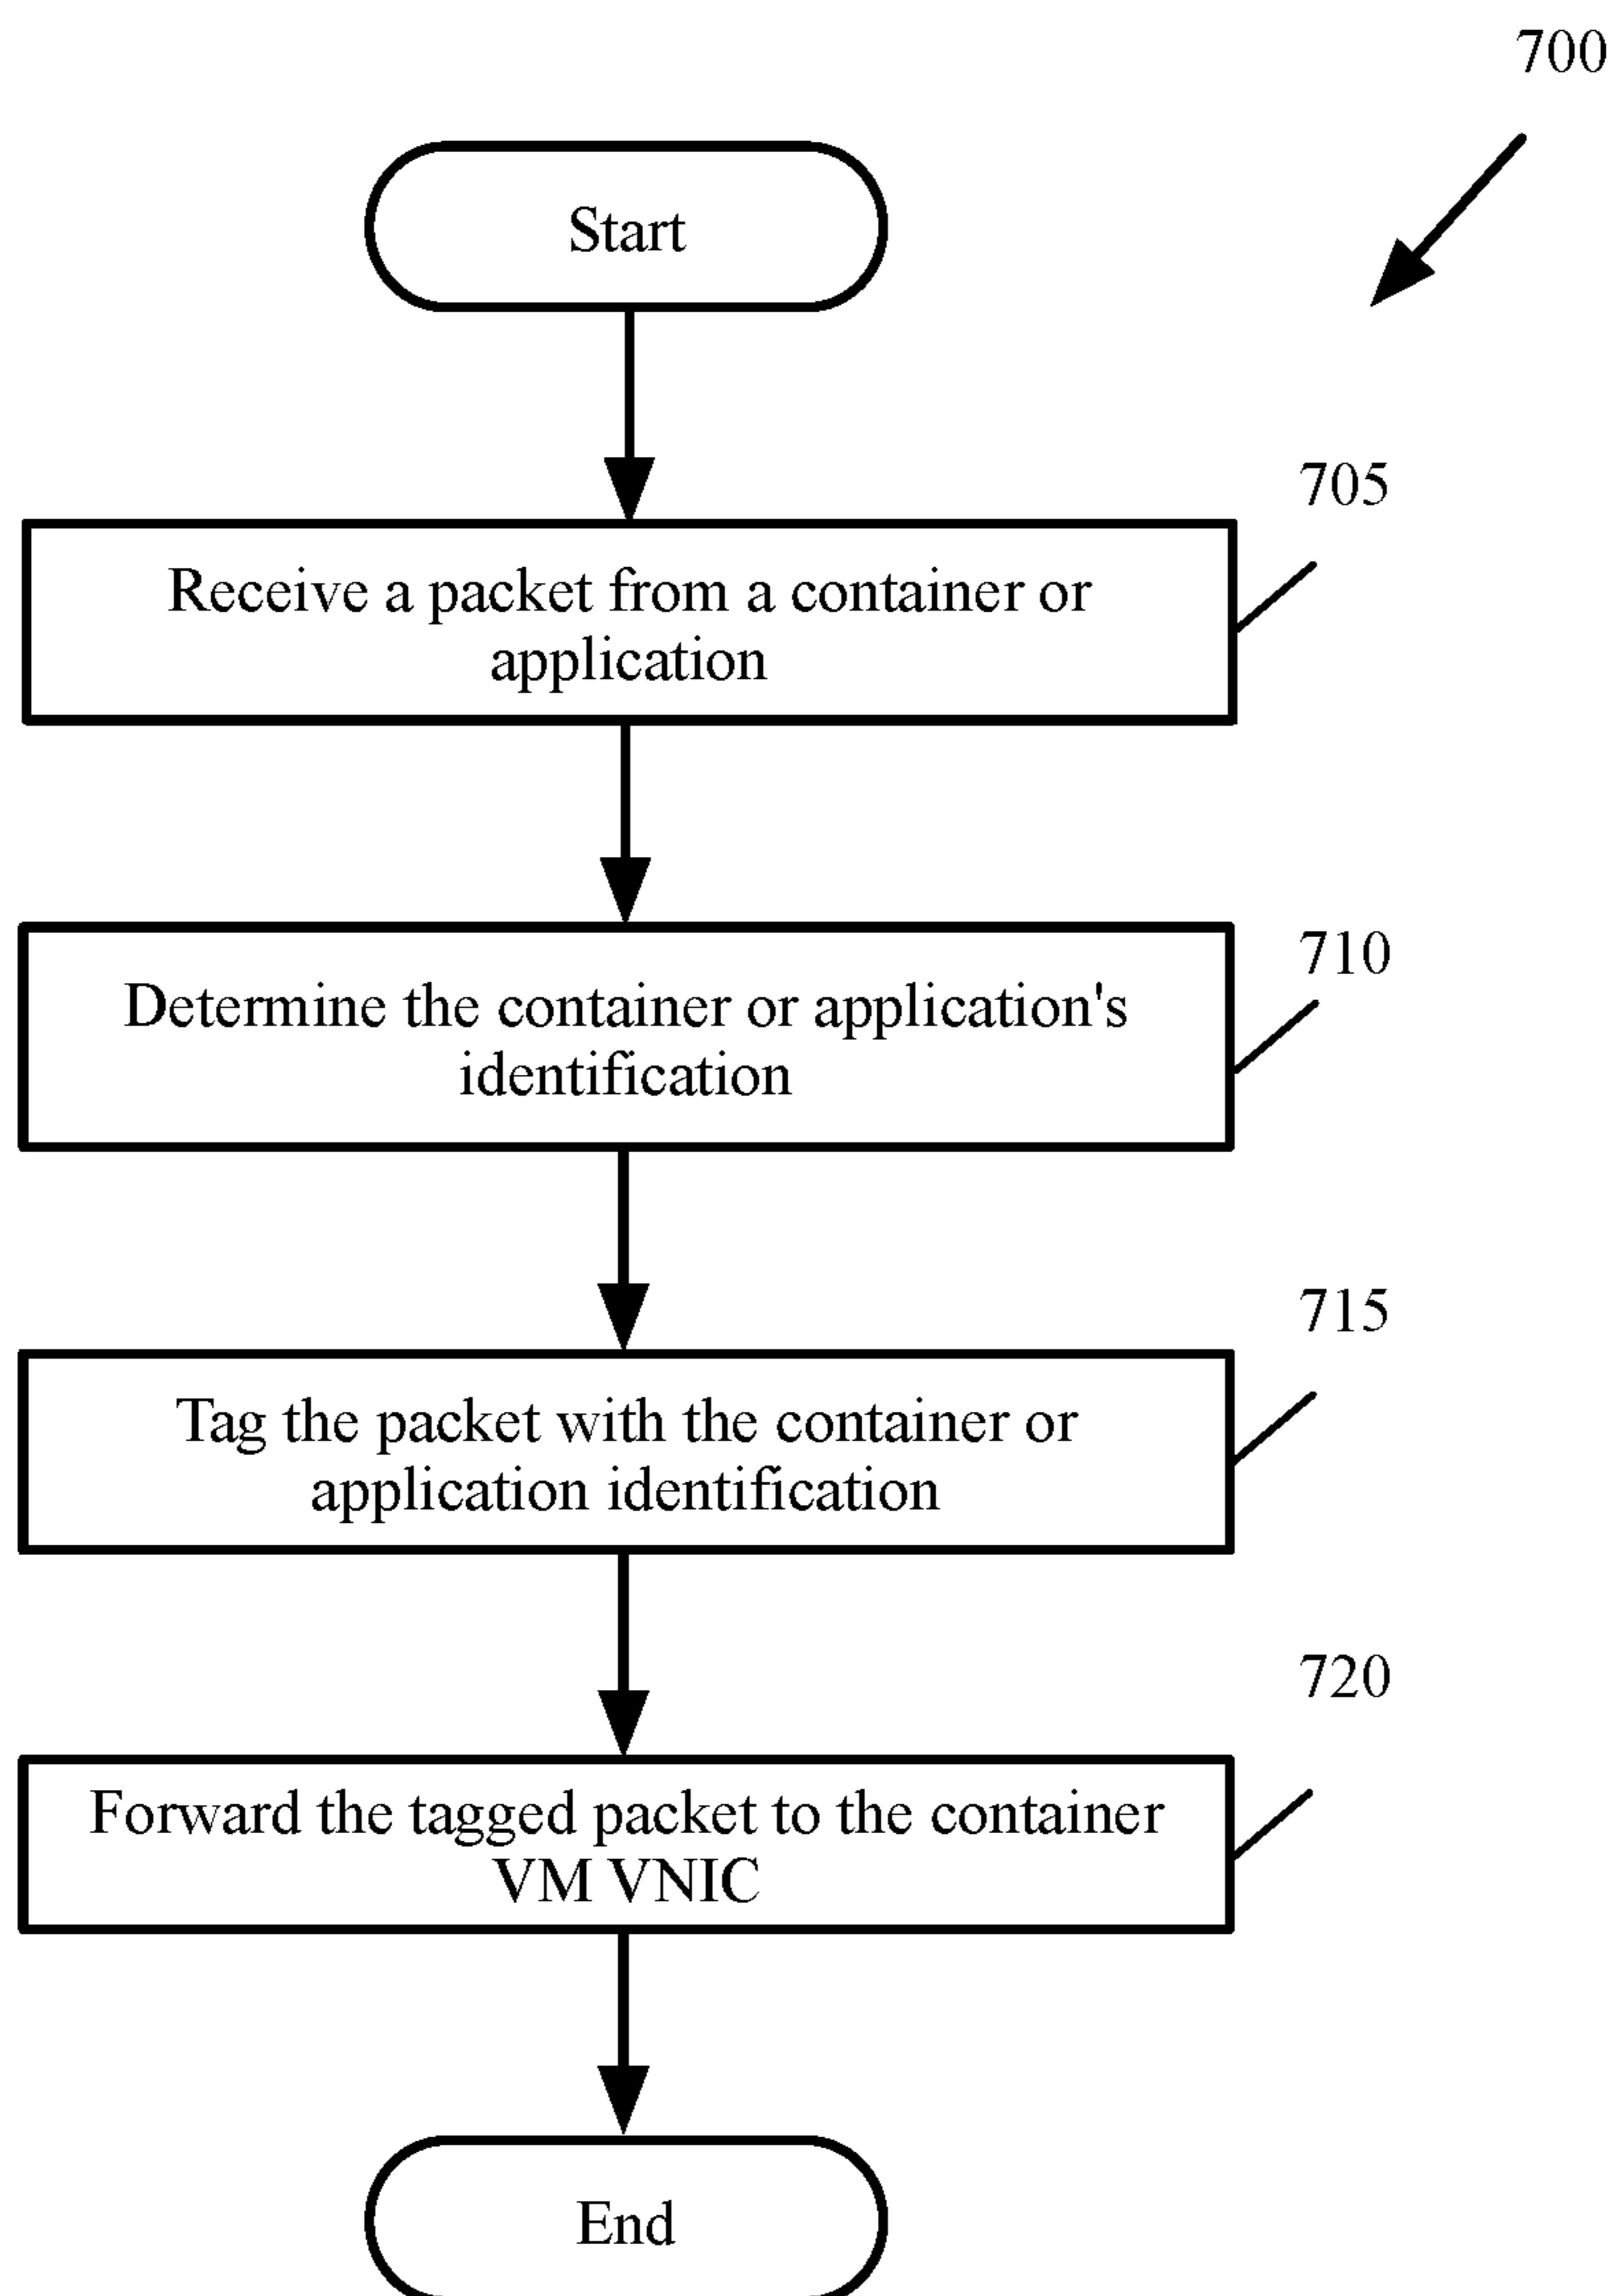 700
Start
705
Receive a packet from a container or
application
710
Determine the container or application's
identification
715
Tag the packet with the container or
application identification
720
Forward the tagged packet to the container
VM VNIC
End